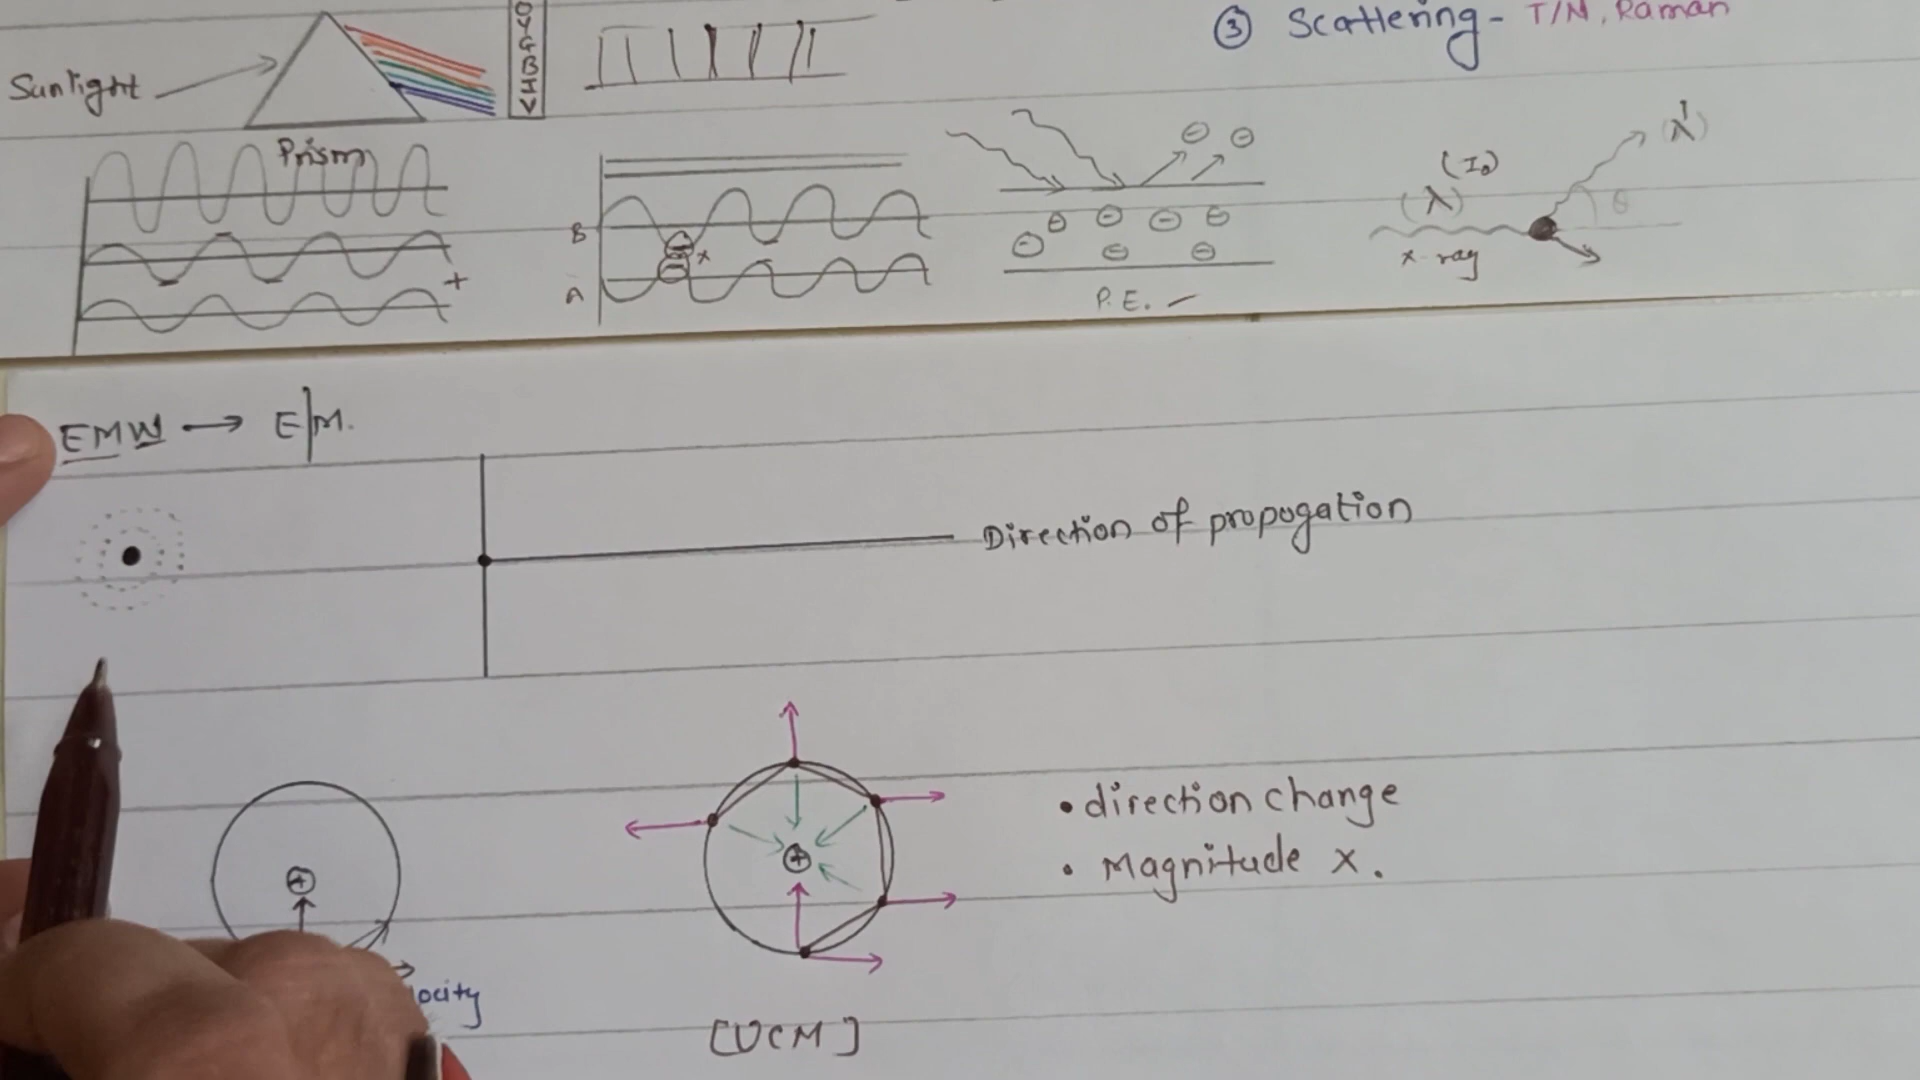 ③ Scattering - T/N, Raman
Sunlight
O Y G B I V
Prism
+
B
x
A
P.E.
(I₀)
(λ)
x-ray
(λ')
θ
EMW → E/M.
Direction of propogation
+
ocity
+
• direction change
• Magnitude x.
[UCM]